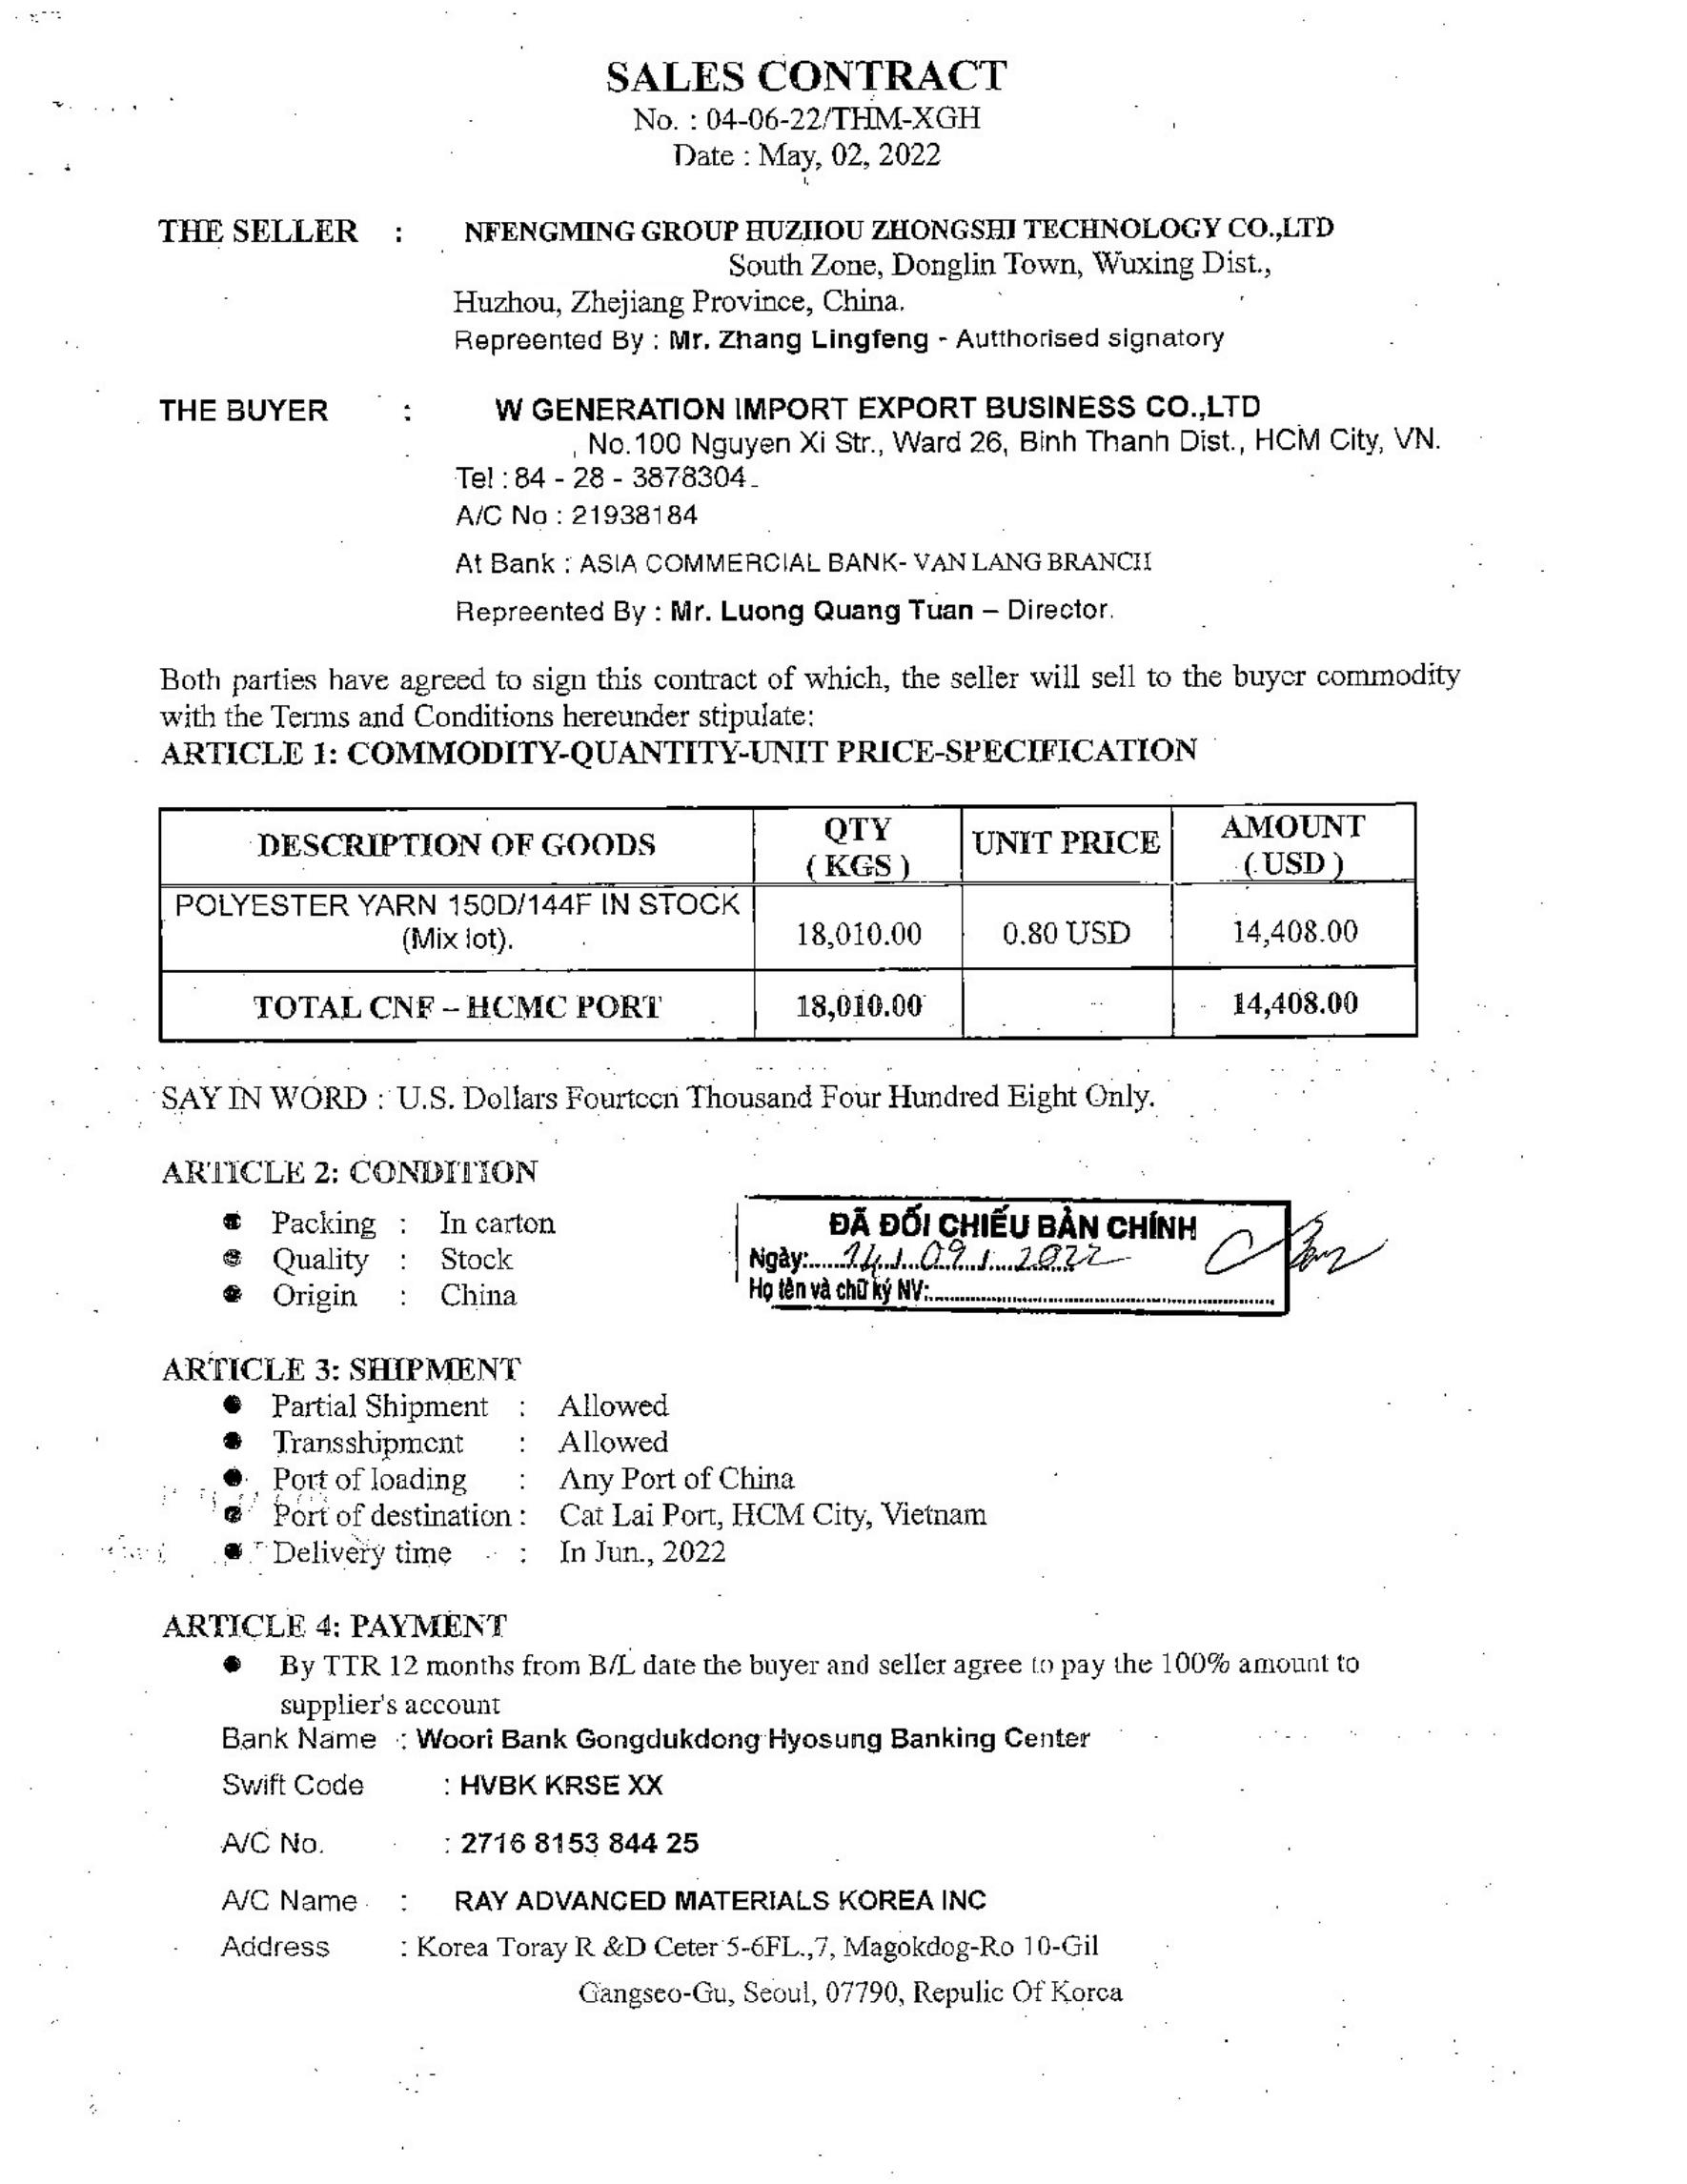 SALES CONTRACT
No. : 04-06-22/THM-XGH
Date : May, 02, 2022
THE SELLER : NFENGMING GROUP HUZHOU ZHONGSHI TECHNOLOGY CO.,LTD
South Zone, Donglin Town, Wuxing Dist.,
Huzhou, Zhejiang Province, China.
Repreented By : Mr. Zhang Lingfeng - Autthorised signatory
THE BUYER : W GENERATION IMPORT EXPORT BUSINESS CO.,LTD
, No.100 Nguyen Xi Str., Ward 26, Binh Thanh Dist., HCM City, VN.
Tel : 84 - 28 - 3878304
A/C No : 21938184
At Bank : ASIA COMMERCIAL BANK- VAN LANG BRANCH
Repreented By : Mr. Luong Quang Tuan – Director.
Both parties have agreed to sign this contract of which, the seller will sell to the buyer commodity
with the Terms and Conditions hereunder stipulate:
ARTICLE 1: COMMODITY-QUANTITY-UNIT PRICE-SPECIFICATION
DESCRIPTION OF GOODS QTY (KGS) UNIT PRICE AMOUNT (USD)
POLYESTER YARN 150D/144F IN STOCK
(Mix lot). 18,010.00 0.80 USD 14,408.00
TOTAL CNF – HCMC PORT 18,010.00 14,408.00
SAY IN WORD : U.S. Dollars Fourteen Thousand Four Hundred Eight Only.
ARTICLE 2: CONDITION
Packing : In carton
Quality : Stock
Origin : China
ĐÃ ĐỐI CHIẾU BẢN CHÍNH
Ngày: 14 / 09 / 2022
Họ tên và chữ ký NV:
ARTICLE 3: SHIPMENT
Partial Shipment : Allowed
Transshipment : Allowed
Port of loading : Any Port of China
Port of destination : Cat Lai Port, HCM City, Vietnam
Delivery time : In Jun., 2022
ARTICLE 4: PAYMENT
By TTR 12 months from B/L date the buyer and seller agree to pay the 100% amount to
supplier's account
Bank Name : Woori Bank Gongdukdong Hyosung Banking Center
Swift Code : HVBK KRSE XX
A/C No. : 2716 8153 844 25
A/C Name : RAY ADVANCED MATERIALS KOREA INC
Address : Korea Toray R &D Ceter 5-6FL.,7, Magokdog-Ro 10-Gil
Gangseo-Gu, Seoul, 07790, Repulic Of Korea